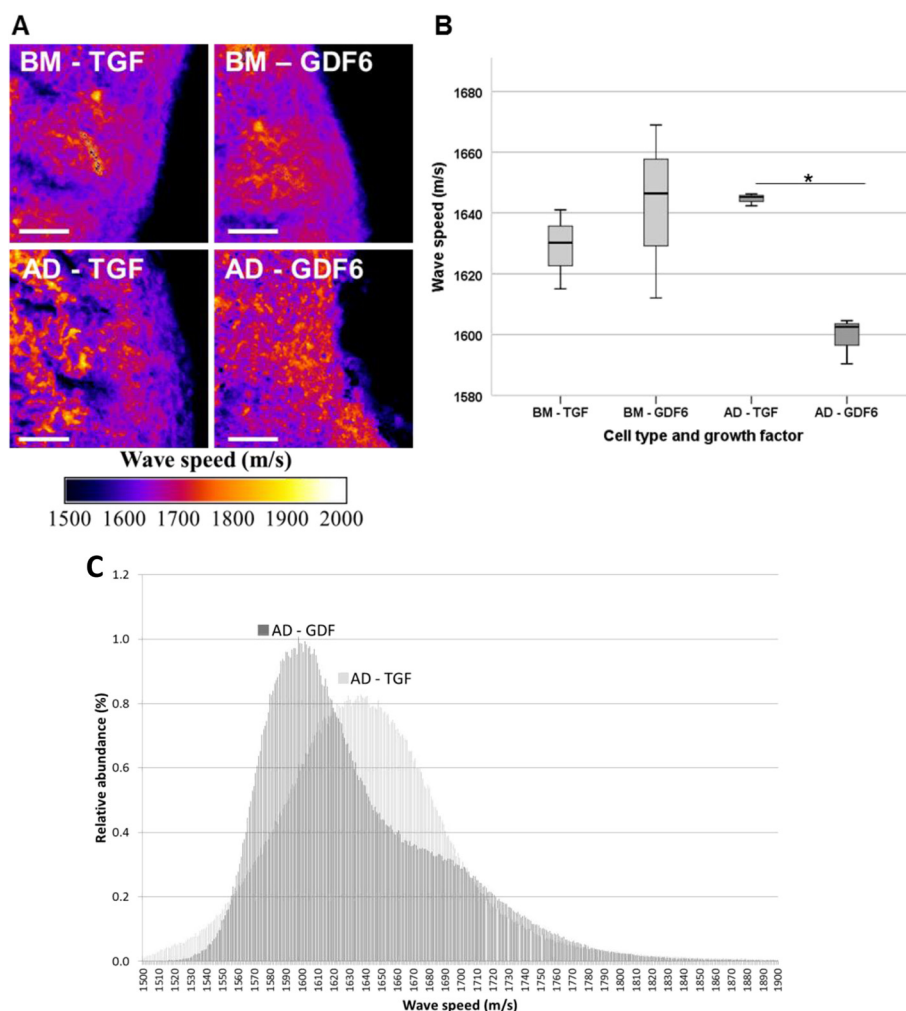 A
BM - TGF
BM – GDF6
AD - TGF
AD - GDF6
Wave speed (m/s)
1500 1600 1700 1800 1900 2000
B
Wave speed (m/s)
1680
1660
1640
1620
1600
1580
*
BM - TGF
BM - GDF6
AD - TGF
AD - GDF6
Cell type and growth factor
C
Relative abundance (%)
1.2
1.0
0.8
0.6
0.4
0.2
0.0
AD - GDF
AD - TGF
1500 1510 1520 1530 1540 1550 1560 1570 1580 1590 1600 1610 1620 1630 1640 1650 1660 1670 1680 1690 1700 1710 1720 1730 1740 1750 1760 1770 1780 1790 1800 1810 1820 1830 1840 1850 1860 1870 1880 1890 1900
Wave speed (m/s)